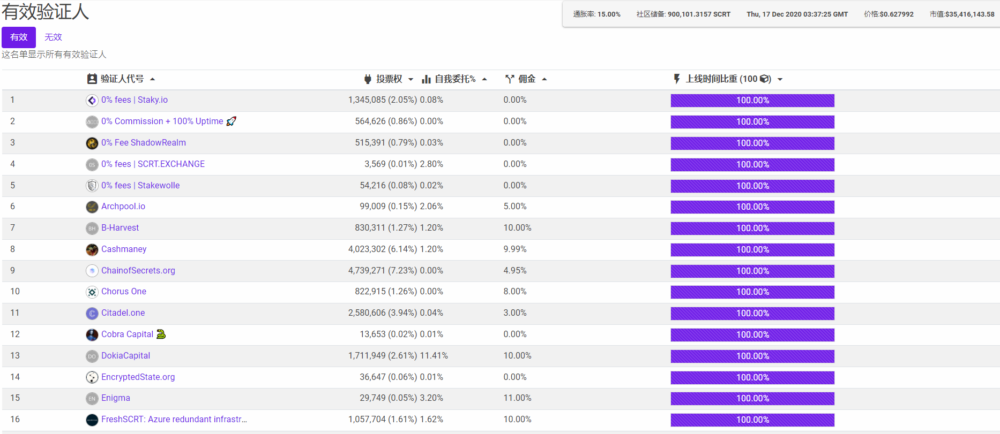 有效验证人
通胀率: 15.00% 社区储备: 900,101.3157 SCRT Thu, 17 Dec 2020 03:37:25 GMT 价格:$0.627992 市值:$35,416,143.58
有效 无效
这名单显示所有有效验证人
验证人代号 投票权 自我委托% 佣金 上线时间比重 (100 )
1 0% fees | Staky.io 1,345,085 (2.05%) 0.08% 0.00% 100.00%
2 0% Commission + 100% Uptime 🚀 564,626 (0.86%) 0.00% 0.00% 100.00%
3 0% Fee ShadowRealm 515,391 (0.79%) 0.03% 0.00% 100.00%
4 0S 0% fees | SCRT.EXCHANGE 3,569 (0.01%) 2.80% 0.00% 100.00%
5 0% fees | Stakewolle 54,216 (0.08%) 0.02% 0.00% 100.00%
6 Archpool.io 99,009 (0.15%) 2.06% 5.00% 100.00%
7 BH B-Harvest 830,311 (1.27%) 1.20% 10.00% 100.00%
8 Cashmaney 4,023,302 (6.14%) 1.20% 9.99% 100.00%
9 ChainofSecrets.org 4,739,271 (7.23%) 0.00% 4.95% 100.00%
10 Chorus One 822,915 (1.26%) 0.00% 8.00% 100.00%
11 Citadel.one 2,580,606 (3.94%) 0.04% 3.00% 100.00%
12 Cobra Capital 🐍 13,653 (0.02%) 0.01% 0.00% 100.00%
13 DO DokiaCapital 1,711,949 (2.61%) 11.41% 10.00% 100.00%
14 EncryptedState.org 36,647 (0.06%) 0.01% 0.00% 100.00%
15 EN Enigma 29,749 (0.05%) 3.20% 11.00% 100.00%
16 FreshSCRT: Azure redundant infrastr... 1,057,704 (1.61%) 1.62% 10.00% 100.00%